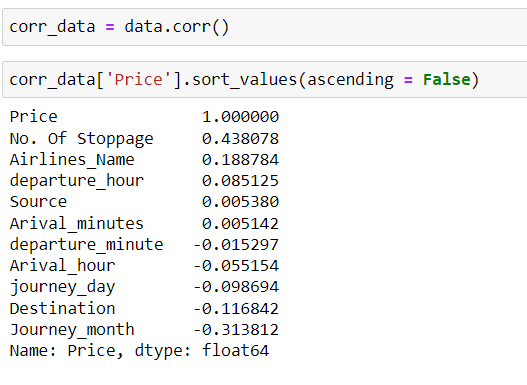 corr_data = data.corr()
corr_data['Price'].sort_values(ascending = False)
Price 1.000000
No. Of Stoppage 0.438078
Airlines_Name 0.188784
departure_hour 0.085125
Source 0.005380
Arival_minutes 0.005142
departure_minute -0.015297
Arival_hour -0.055154
journey_day -0.098694
Destination -0.116842
Journey_month -0.313812
Name: Price, dtype: float64